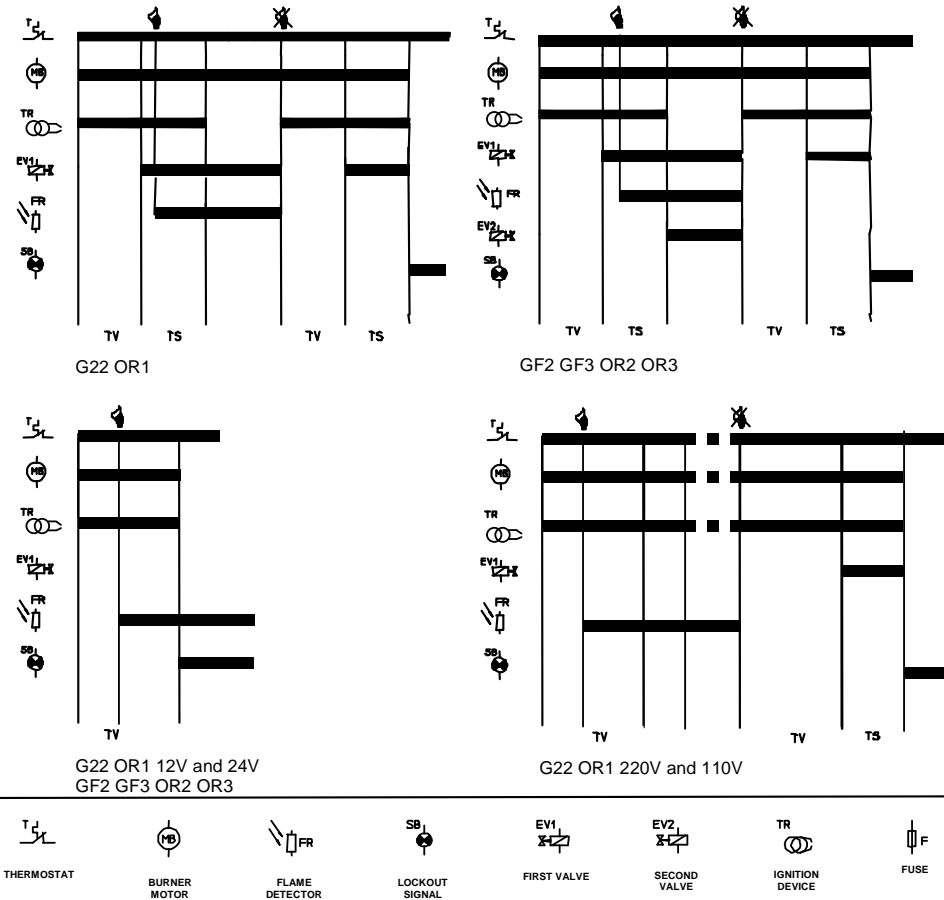 T
MB
TR
EV1
FR
SB
TV TS TV TS
G22 OR1
T
MB
TR
EV1
FR
EV2
SB
TV TS TV TS
GF2 GF3 OR2 OR3
T
MB
TR
EV1
FR
SB
TV
G22 OR1 12V and 24V
GF2 GF3 OR2 OR3
T
MB
TR
EV1
FR
SB
TV TV TS
G22 OR1 220V and 110V
T
THERMOSTAT
MB
BURNER
MOTOR
FR
FLAME
DETECTOR
SB
LOCKOUT
SIGNAL
EV1
FIRST VALVE
EV2
SECOND
VALVE
TR
IGNITION
DEVICE
F
FUSE